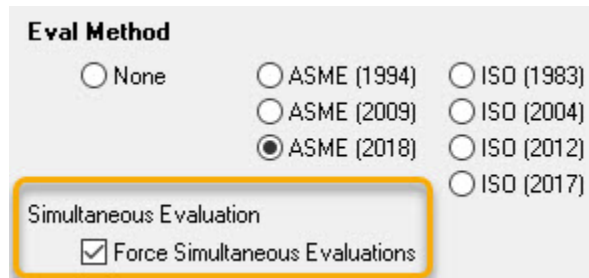 Eval Method
None ASME (1994) ISO (1983)
ASME (2009) ISO (2004)
ASME (2018) ISO (2012)
ISO (2017)
Simultaneous Evaluation
Force Simultaneous Evaluations